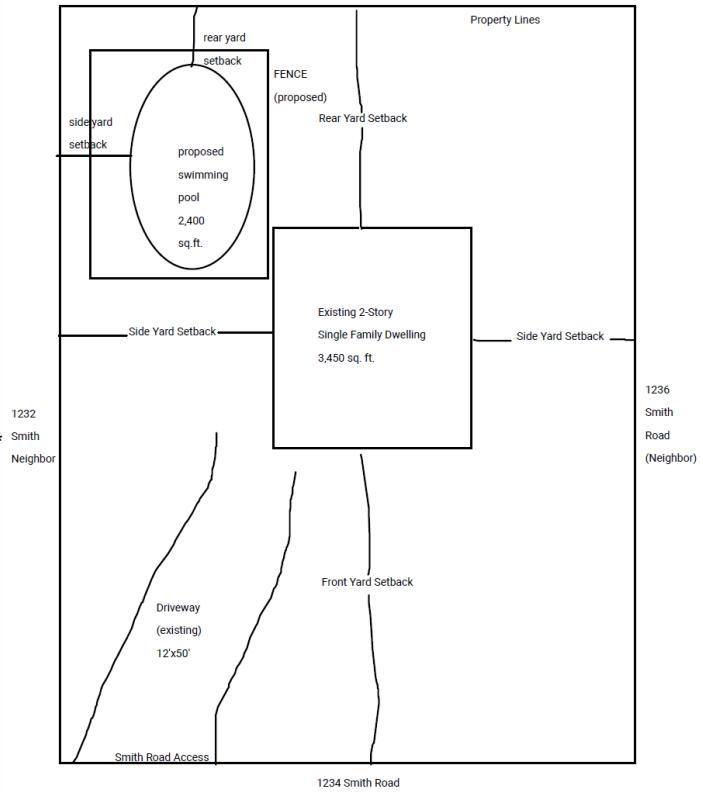 Property Lines
rear yard
setback
FENCE
(proposed)
Rear Yard Setback
side yard
setback
proposed
swimming
pool
2,400
sq.ft.
Existing 2-Story
Single Family Dwelling
3,450 sq. ft.
Side Yard Setback
Side Yard Setback
1232
Smith
Neighbor
1236
Smith
Road
(Neighbor)
Front Yard Setback
Driveway
(existing)
12'x50'
Smith Road Access
1234 Smith Road